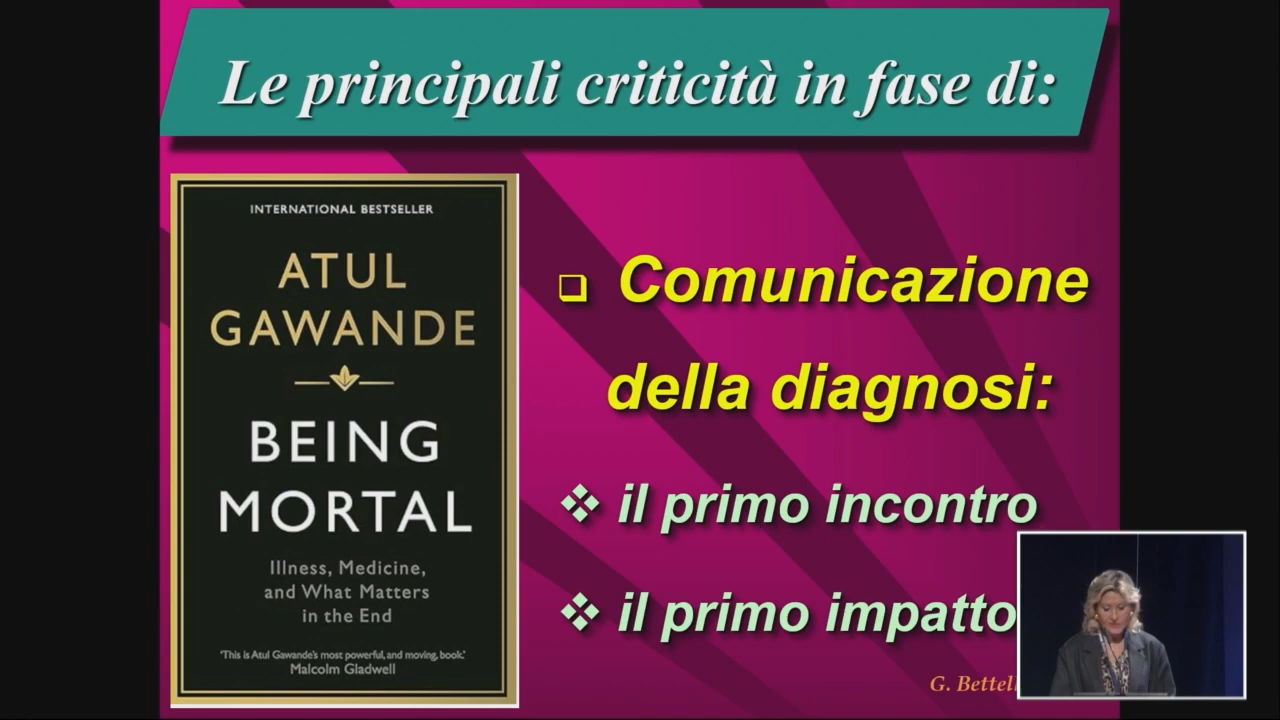 Le principali criticità in fase di:
INTERNATIONAL BESTSELLER
ATUL
GAWANDE
BEING
MORTAL
Illness, Medicine,
and What Matters
in the End
'This is Atul Gawande's most powerful, and moving, book.'
Malcolm Gladwell
Comunicazione
della diagnosi:
il primo incontro
il primo impatto
G.